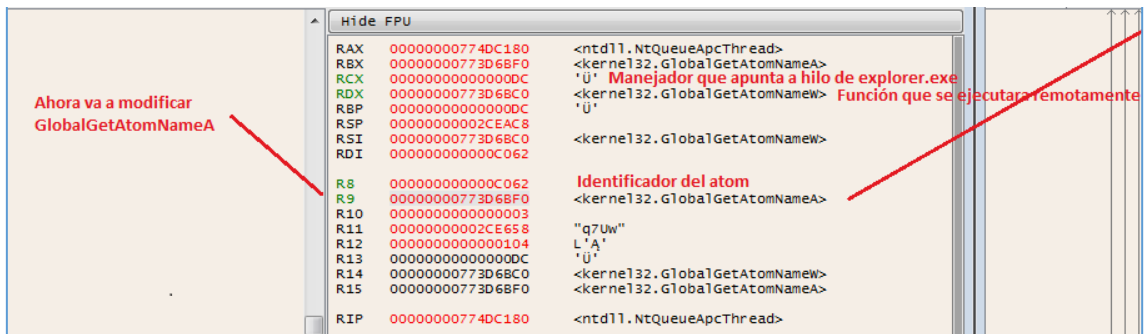 Hide FPU
RAX 00000000774DC180 <ntdll.NtQueueApcThread>
RBX 00000000773D6BF0 <kernel32.GlobalGetAtomNameA>
RCX 00000000000000DC 'Ü' Manejador que apunta a hilo de explorer.exe
RDX 00000000773D6BC0 <kernel32.GlobalGetAtomNameW> Función que se ejecutara remotamente
RBP 00000000000000DC 'Ü'
RSP 0000000002CEAC8
RSI 00000000773D6BC0 <kernel32.GlobalGetAtomNameW>
RDI 000000000000C062
Ahora va a modificar
GlobalGetAtomNameA
R8 000000000000C062 Identificador del atom
R9 00000000773D6BF0 <kernel32.GlobalGetAtomNameA>
R10 0000000000000003
R11 0000000002CE658 "q7Uw"
R12 0000000000000104 L'Ą'
R13 00000000000000DC 'Ü'
R14 00000000773D6BC0 <kernel32.GlobalGetAtomNameW>
R15 00000000773D6BF0 <kernel32.GlobalGetAtomNameA>
RIP 00000000774DC180 <ntdll.NtQueueApcThread>